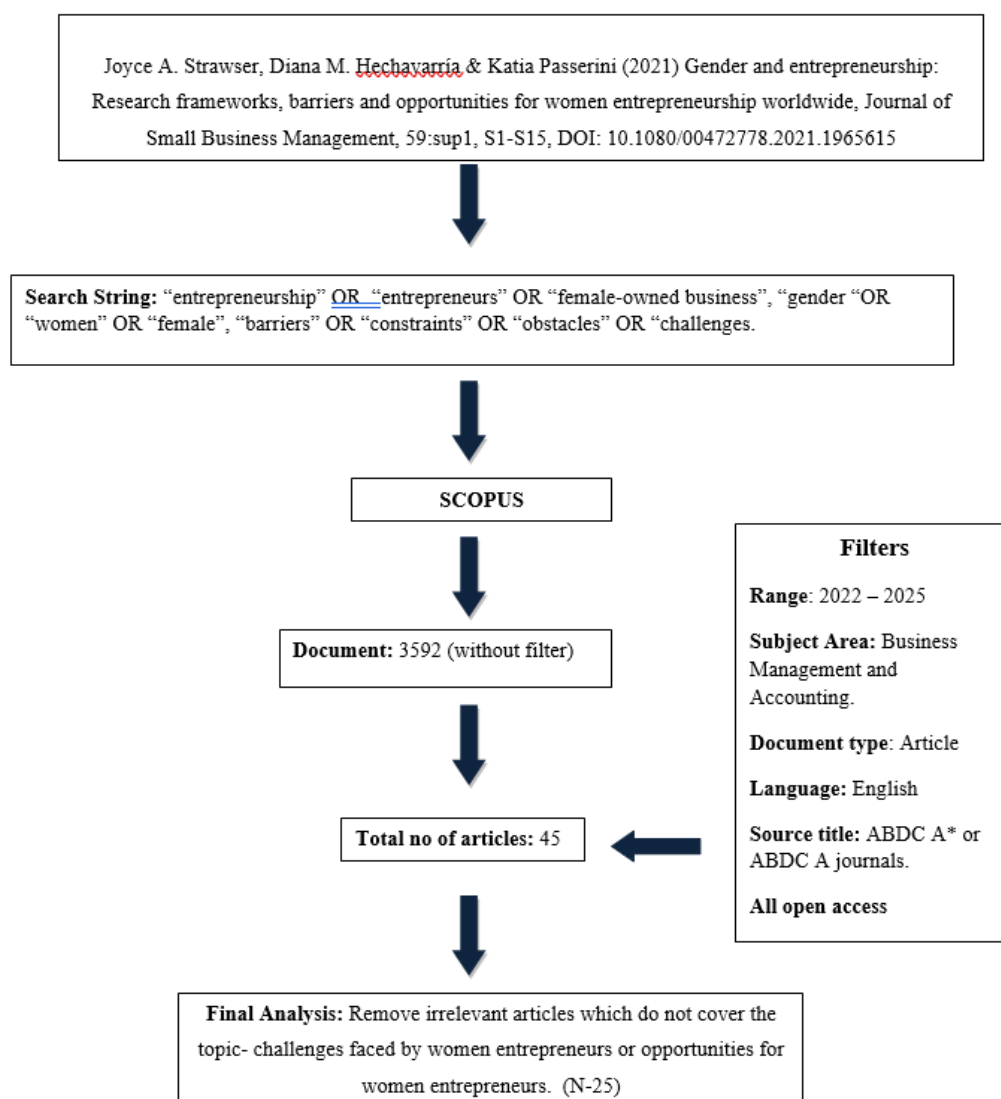 Joyce A. Strawser, Diana M. Hechavarría & Katia Passerini (2021) Gender and entrepreneurship:
Research frameworks, barriers and opportunities for women entrepreneurship worldwide, Journal of
Small Business Management, 59:sup1, S1-S15, DOI: 10.1080/00472778.2021.1965615
Search String: “entrepreneurship” OR “entrepreneurs” OR “female-owned business”, “gender “OR
“women” OR “female”, “barriers” OR “constraints” OR “obstacles” OR “challenges.
SCOPUS
Document: 3592 (without filter)
Total no of articles: 45
Filters
Range: 2022 – 2025
Subject Area: Business
Management and
Accounting.
Document type: Article
Language: English
Source title: ABDC A* or
ABDC A journals.
All open access
Final Analysis: Remove irrelevant articles which do not cover the
topic- challenges faced by women entrepreneurs or opportunities for
women entrepreneurs. (N-25)